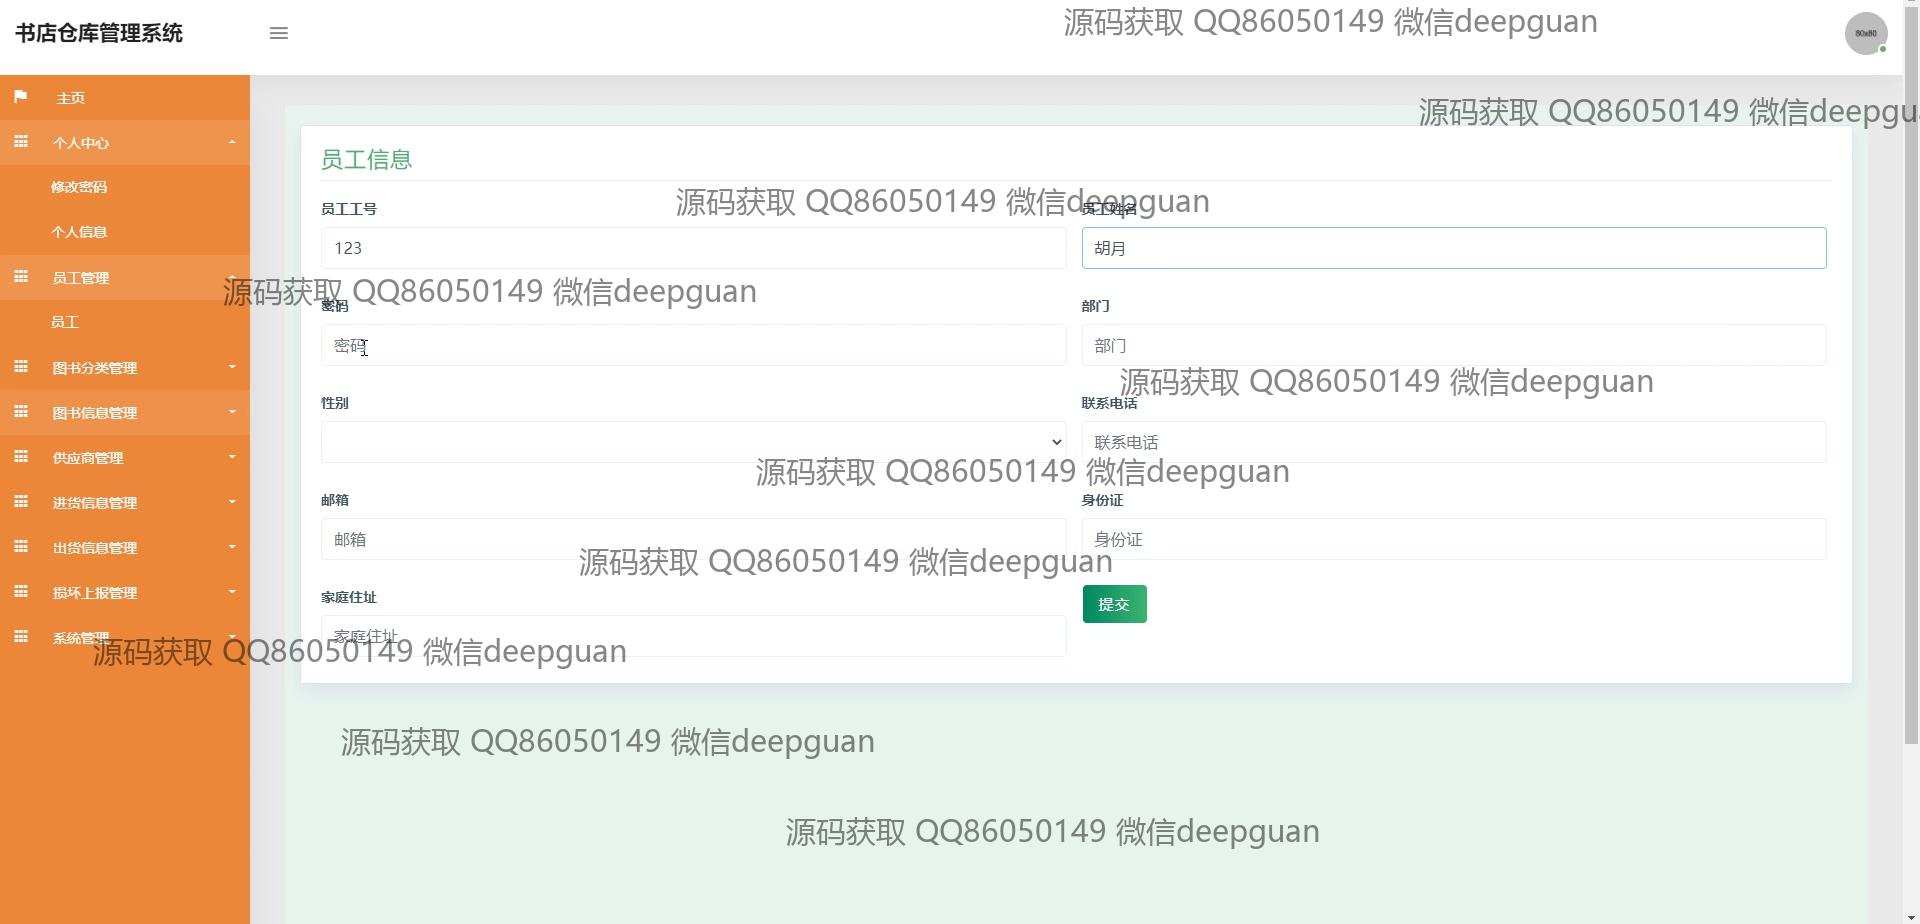 书店仓库管理系统
源码获取 QQ86050149 微信deepguan
80x80
主页
源码获取 QQ86050149 微信deepgu
个人中心
员工信息
修改密码
源码获取 QQ86050149 微信deepguan
员工工号
员工姓名
个人信息
123
胡月
员工管理
源码获取 QQ86050149 微信deepguan
密码
部门
员工
密码
部门
图书分类管理
源码获取 QQ86050149 微信deepguan
性别
联系电话
图书信息管理
联系电话
供应商管理
源码获取 QQ86050149 微信deepguan
邮箱
身份证
进货信息管理
邮箱
身份证
出货信息管理
源码获取 QQ86050149 微信deepguan
家庭住址
提交
损坏上报管理
家庭住址
系统管理
源码获取 QQ86050149 微信deepguan
源码获取 QQ86050149 微信deepguan
源码获取 QQ86050149 微信deepguan